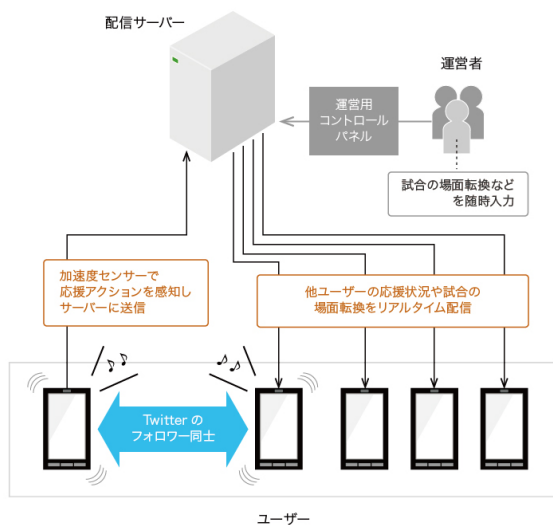 配信サーバー
運営者
運営用
コントロール
パネル
試合の場面転換など
を随時入力
加速度センサーで
応援アクションを感知し
サーバーに送信
他ユーザーの応援状況や試合の
場面転換をリアルタイム配信
Twitter の
フォロワー同士
ユーザー